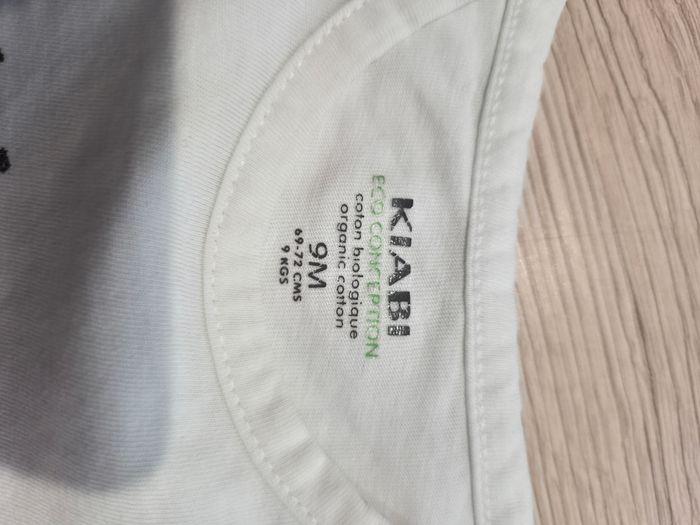 KIABI
ECO CONCEPTION
coton biologique
organic cotton
9M
69-72 CMS
9 KGS